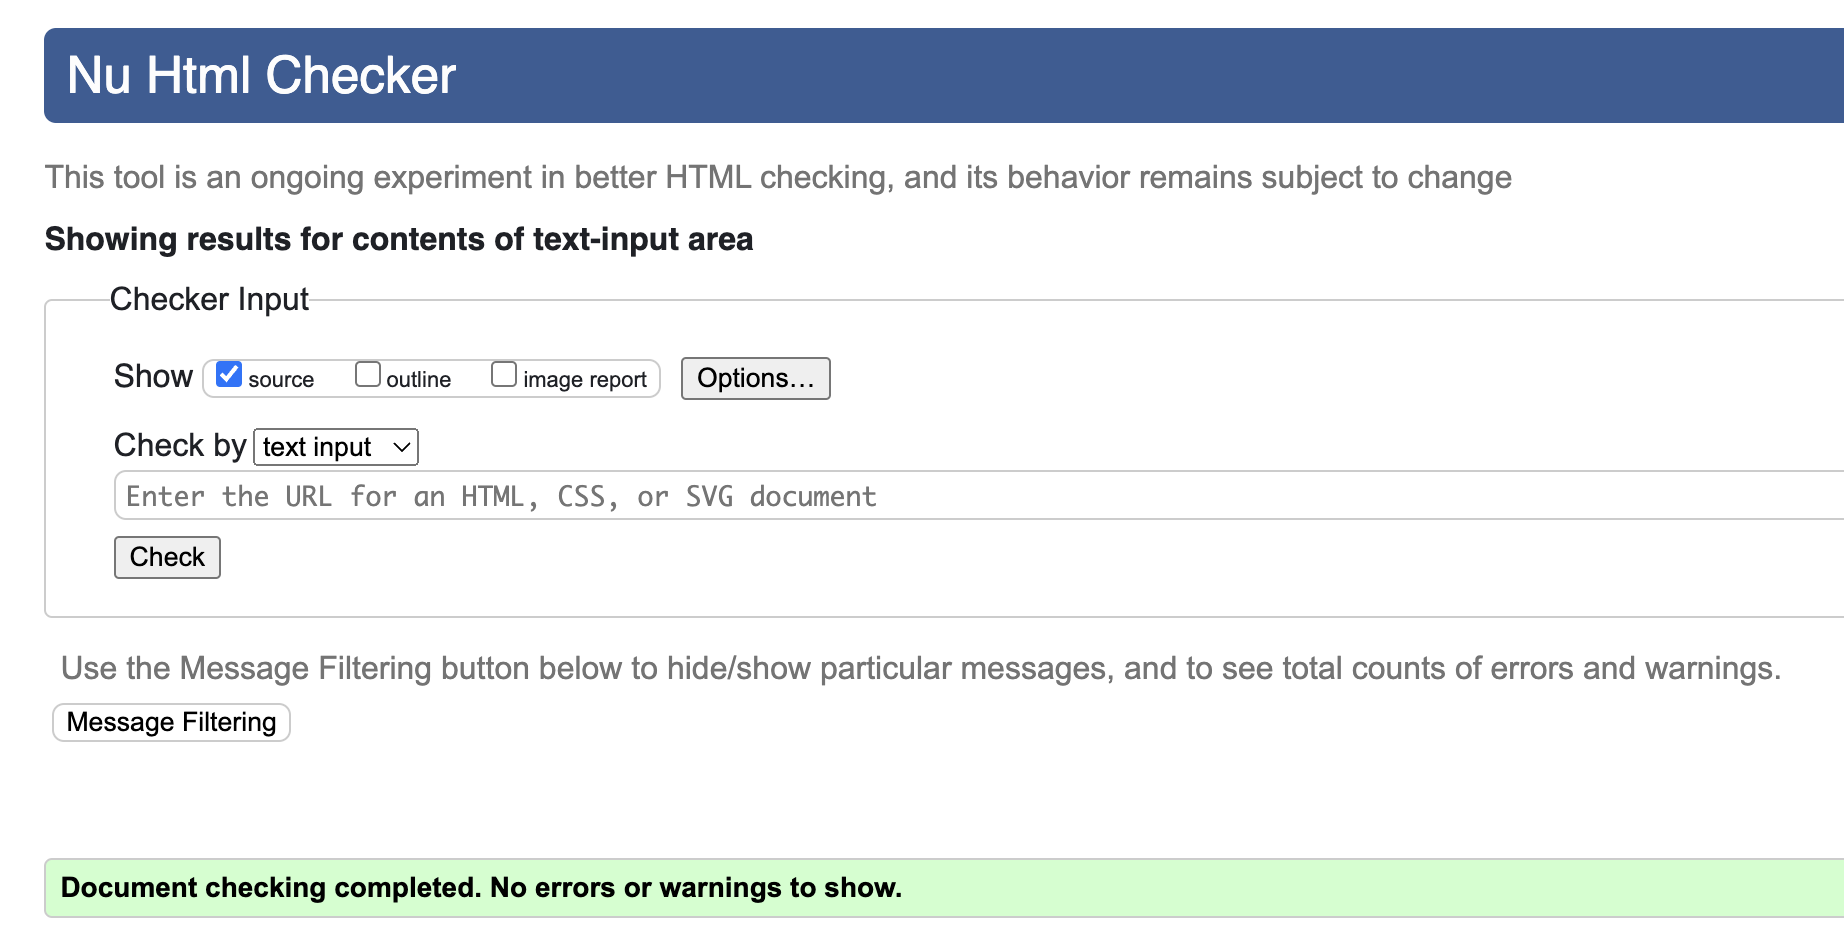 Nu Html Checker
This tool is an ongoing experiment in better HTML checking, and its behavior remains subject to change
Showing results for contents of text-input area
Checker Input
Show source outline image report Options…
Check by text input
Enter the URL for an HTML, CSS, or SVG document
Check
Use the Message Filtering button below to hide/show particular messages, and to see total counts of errors and warnings.
Message Filtering
Document checking completed. No errors or warnings to show.